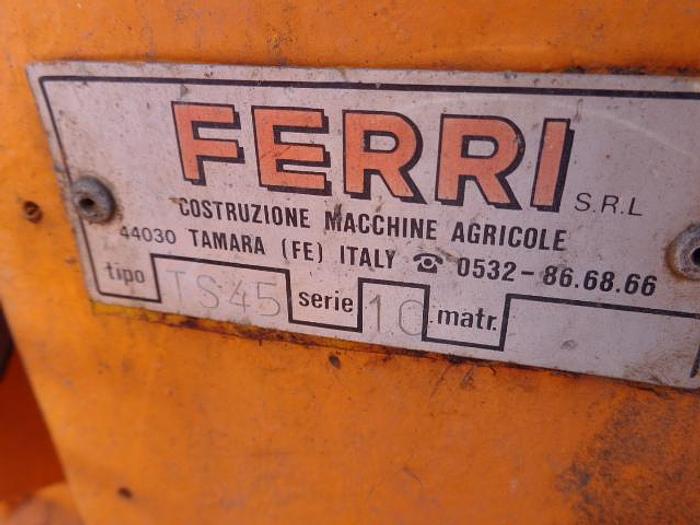 FERRI S.R.L
COSTRUZIONE MACCHINE AGRICOLE
44030 TAMARA (FE) ITALY ☎ 0532-86.68.66
tipo TS45 serie 10 matr.